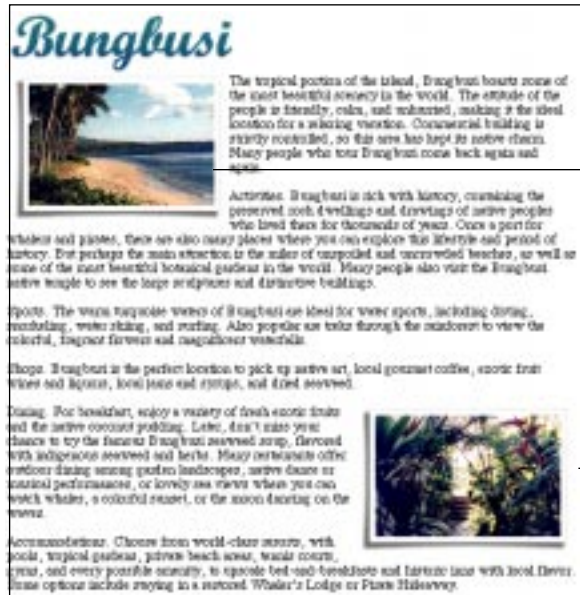 Bungbusi
The tropical portion of the island, Bungbusi boasts some of
the most beautiful scenery in the world. The attitude of the
people is friendly, calm, and unhurried, making it the ideal
location for a relaxing vacation. Commercial building is
strictly controlled, so this area has kept its native charm.
Many people who tour Bungbusi come back again and
again.
Activities. Bungbusi is rich with history, containing the
preserved rock dwellings and drawings of native peoples
who lived there for thousands of years. Once a port for
whalers and pirates, there are also many places where you can explore this lifestyle and period of
history. But perhaps the main attraction is the miles of unspoiled and uncrowded beaches, as well as
some of the most beautiful botanical gardens in the world. Many people also visit the Bungbusi
native temple to see the large sculptures and distinctive buildings.
Sports. The warm turquoise waters of Bungbusi are ideal for water sports, including diving,
snorkeling, water skiing, and surfing. Also popular are treks through the rainforest to view the
colorful, fragrant flowers and magnificent waterfalls.
Shops. Bungbusi is the perfect location to pick up native art, local gourmet coffee, exotic fruit
wines and liquors, local jams and syrups, and dried seaweed.
Dining. For breakfast, enjoy a variety of fresh exotic fruits
and the native coconut pudding. Later, don't miss your
chance to try the famous Bungbusi seaweed soup, flavored
with indigenous seaweed and herbs. Many restaurants offer
outdoor dining among garden landscapes, native dance or
musical performances, or lovely sea views where you can
watch whales, a colorful sunset, or the moon dancing on the
waves.
Accommodations. Choose from world-class resorts, with
pools, tropical gardens, private beach areas, tennis courts,
gyms, and every possible amenity, to upscale bed-and-breakfasts and historic inns with local flavor.
Some options include staying in a restored Whaler's Lodge or Pirate Hideaway.